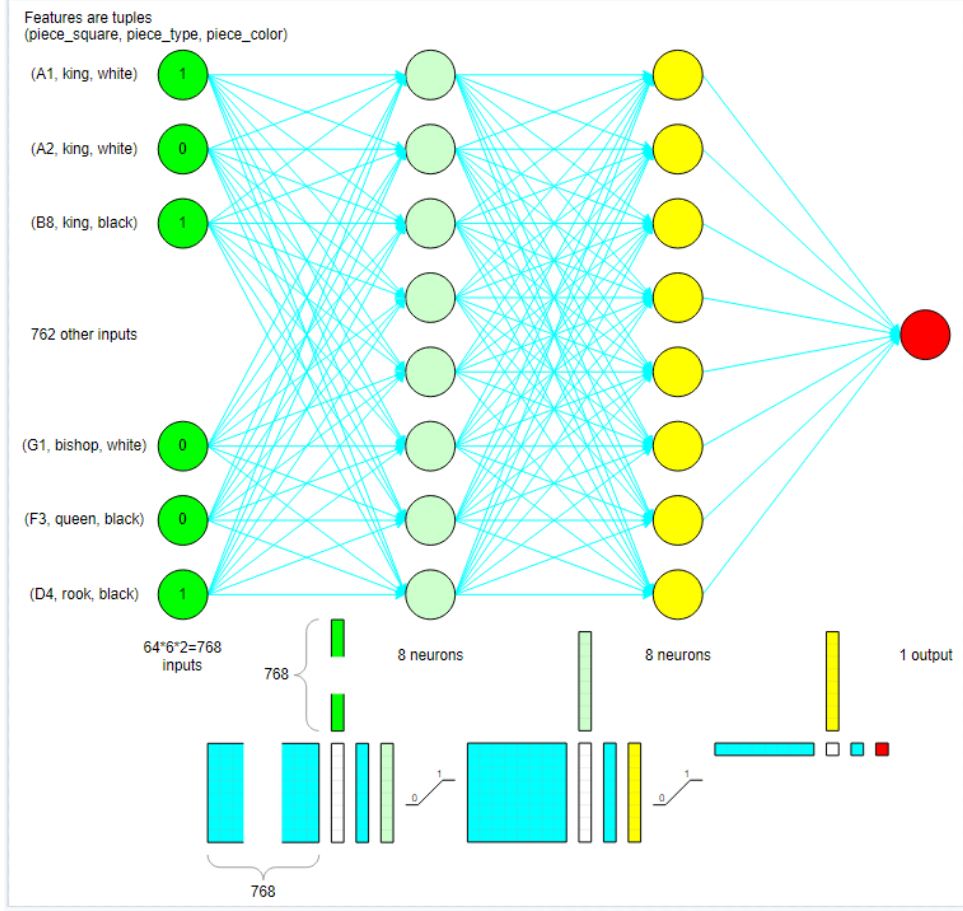 Features are tuples
(piece_square, piece_type, piece_color)
(A1, king, white)
1
(A2, king, white)
0
(B8, king, black)
1
762 other inputs
(G1, bishop, white)
0
(F3, queen, black)
0
(D4, rook, black)
1
64*6*2=768
inputs
768
8 neurons
8 neurons
1 output
0
1
0
1
768